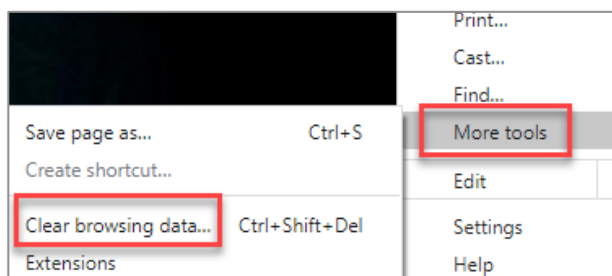 Print...
Cast...
Find...
More tools
Edit
Settings
Help
Save page as... Ctrl+S
Create shortcut...
Clear browsing data... Ctrl+Shift+Del
Extensions